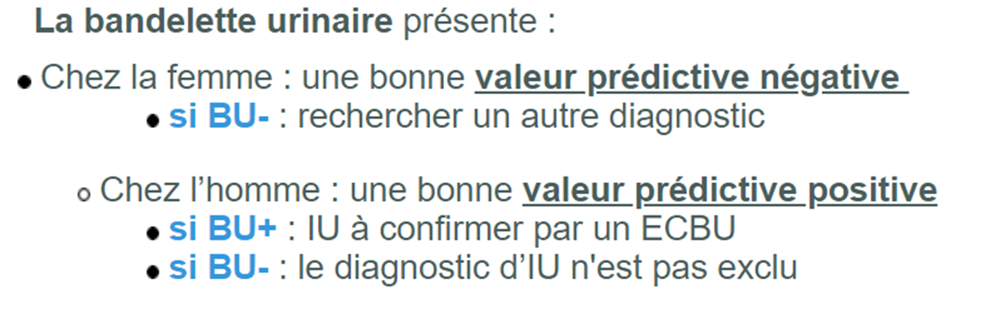 La bandelette urinaire présente :
• Chez la femme : une bonne valeur prédictive négative
• si BU- : rechercher un autre diagnostic
o Chez l’homme : une bonne valeur prédictive positive
• si BU+ : IU à confirmer par un ECBU
• si BU- : le diagnostic d’IU n'est pas exclu